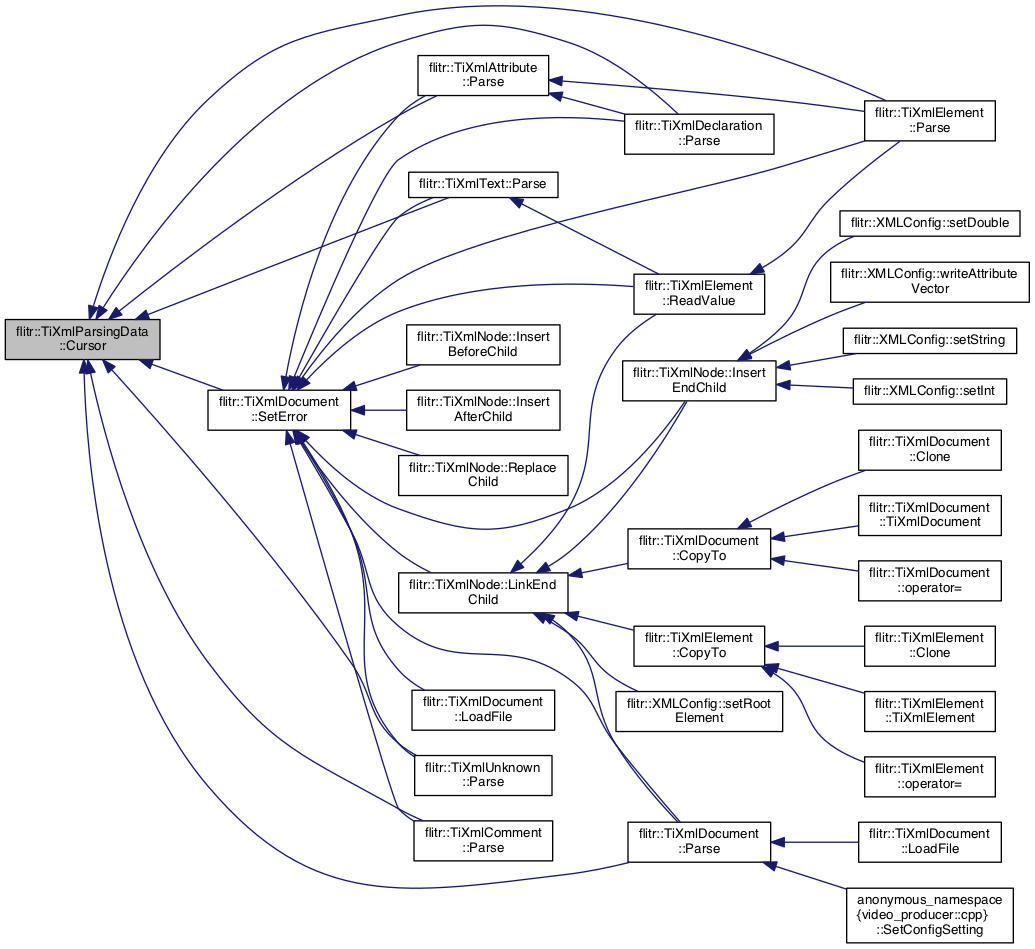 flitr::TiXmlParsingData
::Cursor
flitr::TiXmlAttribute
::Parse
flitr::TiXmlText::Parse
flitr::TiXmlDocument
::SetError
flitr::TiXmlNode::Insert
BeforeChild
flitr::TiXmlNode::Insert
AfterChild
flitr::TiXmlNode::Replace
Child
flitr::TiXmlNode::LinkEnd
Child
flitr::TiXmlDocument
::LoadFile
flitr::TiXmlUnknown
::Parse
flitr::TiXmlComment
::Parse
flitr::TiXmlDeclaration
::Parse
flitr::TiXmlElement
::ReadValue
flitr::TiXmlNode::Insert
EndChild
flitr::TiXmlDocument
::CopyTo
flitr::TiXmlElement
::CopyTo
flitr::XMLConfig::setRoot
Element
flitr::TiXmlDocument
::Parse
flitr::TiXmlElement
::Parse
flitr::XMLConfig::setDouble
flitr::XMLConfig::writeAttribute
Vector
flitr::XMLConfig::setString
flitr::XMLConfig::setInt
flitr::TiXmlDocument
::Clone
flitr::TiXmlDocument
::TiXmlDocument
flitr::TiXmlDocument
::operator=
flitr::TiXmlElement
::Clone
flitr::TiXmlElement
::TiXmlElement
flitr::TiXmlElement
::operator=
flitr::TiXmlDocument
::LoadFile
anonymous_namespace
{video_producer::cpp}
::SetConfigSetting